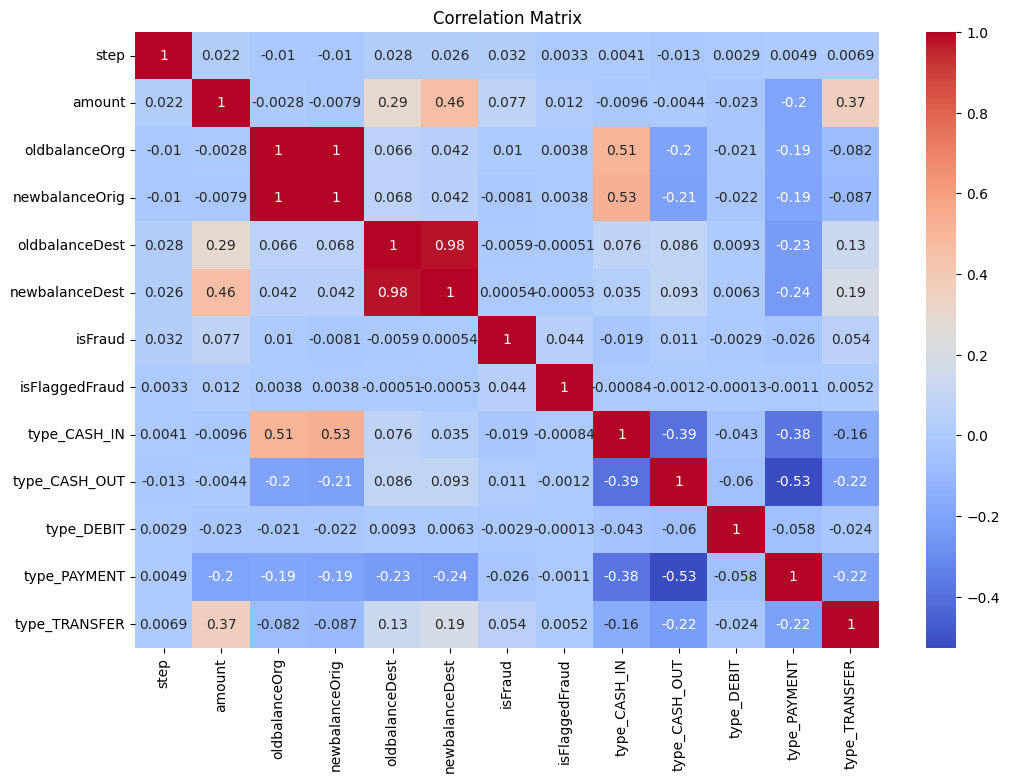 Correlation Matrix
step 1 0.022 -0.01 -0.01 0.028 0.026 0.032 0.0033 0.0041 -0.013 0.0029 0.0049 0.0069
amount 0.022 1 -0.0028 -0.0079 0.29 0.46 0.077 0.012 -0.0096 -0.0044 -0.023 -0.2 0.37
oldbalanceOrg -0.01 -0.0028 1 1 0.066 0.042 0.01 0.0038 0.51 -0.2 -0.021 -0.19 -0.082
newbalanceOrig -0.01 -0.0079 1 1 0.068 0.042 -0.0081 0.0038 0.53 -0.21 -0.022 -0.19 -0.087
oldbalanceDest 0.028 0.29 0.066 0.068 1 0.98 -0.0059 -0.00051 0.076 0.086 0.0093 -0.23 0.13
newbalanceDest 0.026 0.46 0.042 0.042 0.98 1 0.00054 -0.00053 0.035 0.093 0.0063 -0.24 0.19
isFraud 0.032 0.077 0.01 -0.0081 -0.0059 0.00054 1 0.044 -0.019 0.011 -0.0029 -0.026 0.054
isFlaggedFraud 0.0033 0.012 0.0038 0.0038 -0.00051 -0.00053 0.044 1 -0.00084 -0.0012 -0.00013 -0.0011 0.0052
type_CASH_IN 0.0041 -0.0096 0.51 0.53 0.076 0.035 -0.019 -0.00084 1 -0.39 -0.043 -0.38 -0.16
type_CASH_OUT -0.013 -0.0044 -0.2 -0.21 0.086 0.093 0.011 -0.0012 -0.39 1 -0.06 -0.53 -0.22
type_DEBIT 0.0029 -0.023 -0.021 -0.022 0.0093 0.0063 -0.0029 -0.00013 -0.043 -0.06 1 -0.058 -0.024
type_PAYMENT 0.0049 -0.2 -0.19 -0.19 -0.23 -0.24 -0.026 -0.0011 -0.38 -0.53 -0.058 1 -0.22
type_TRANSFER 0.0069 0.37 -0.082 -0.087 0.13 0.19 0.054 0.0052 -0.16 -0.22 -0.024 -0.22 1
step
amount
oldbalanceOrg
newbalanceOrig
oldbalanceDest
newbalanceDest
isFraud
isFlaggedFraud
type_CASH_IN
type_CASH_OUT
type_DEBIT
type_PAYMENT
type_TRANSFER
1.0
0.8
0.6
0.4
0.2
0.0
−0.2
−0.4